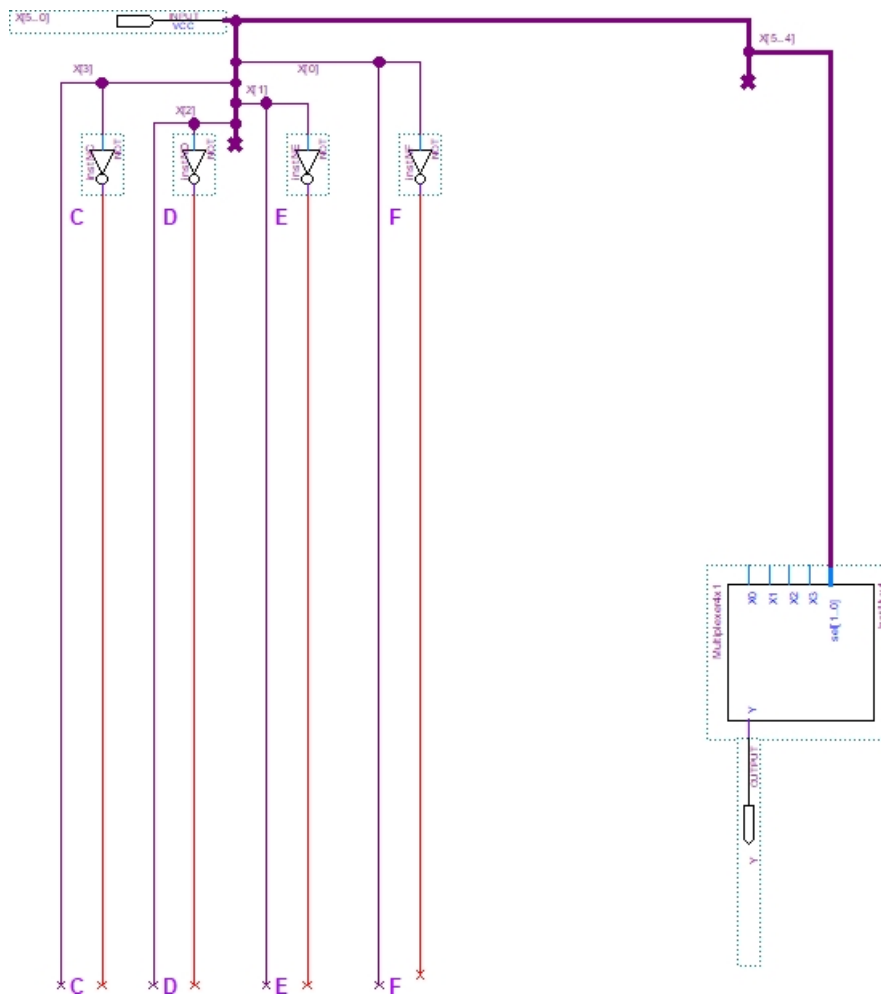 X[5..0]
INPUT
VCC
X[5..4]
X[3]
X[0]
X[1]
X[2]
NOT
NOT
NOT
NOT
C
D
E
F
Multiplexer4x1
X0
X1
X2
X3
sel[1..0]
Y
OUTPUT
Y
C
D
E
F